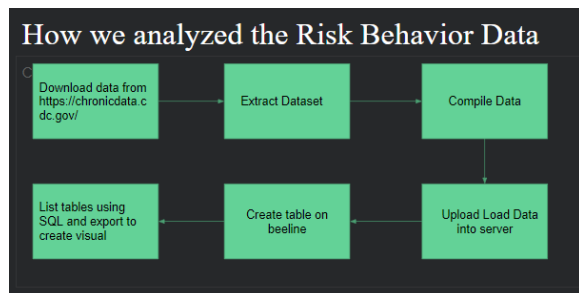 How we analyzed the Risk Behavior Data
Download data from
https://chronicdata.c
dc.gov/
Extract Dataset
Compile Data
List tables using
SQL and export to
create visual
Create table on
beeline
Upload Load Data
into server